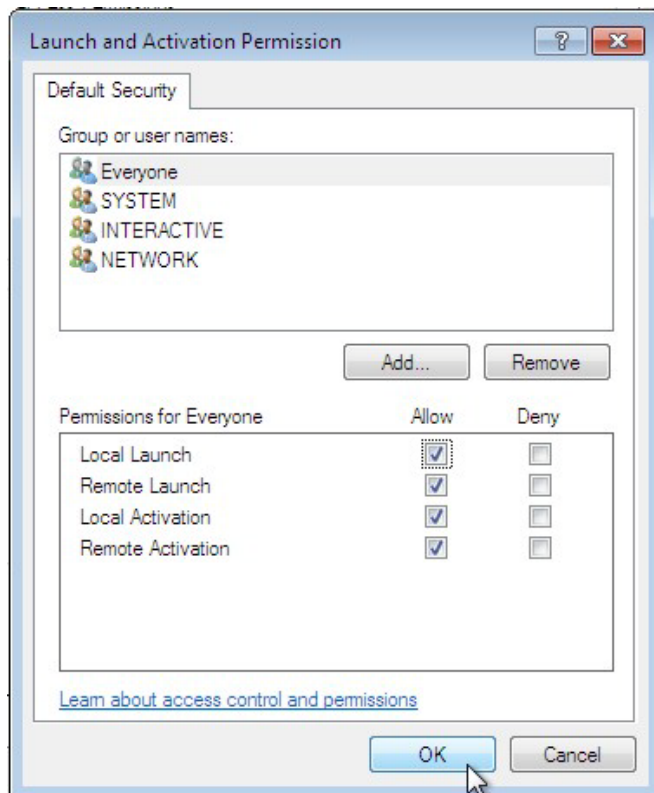 Launch and Activation Permission
Default Security
Group or user names:
Everyone
SYSTEM
INTERACTIVE
NETWORK
Add...
Remove
Permissions for Everyone Allow Deny
Local Launch
Remote Launch
Local Activation
Remote Activation
Learn about access control and permissions
OK
Cancel